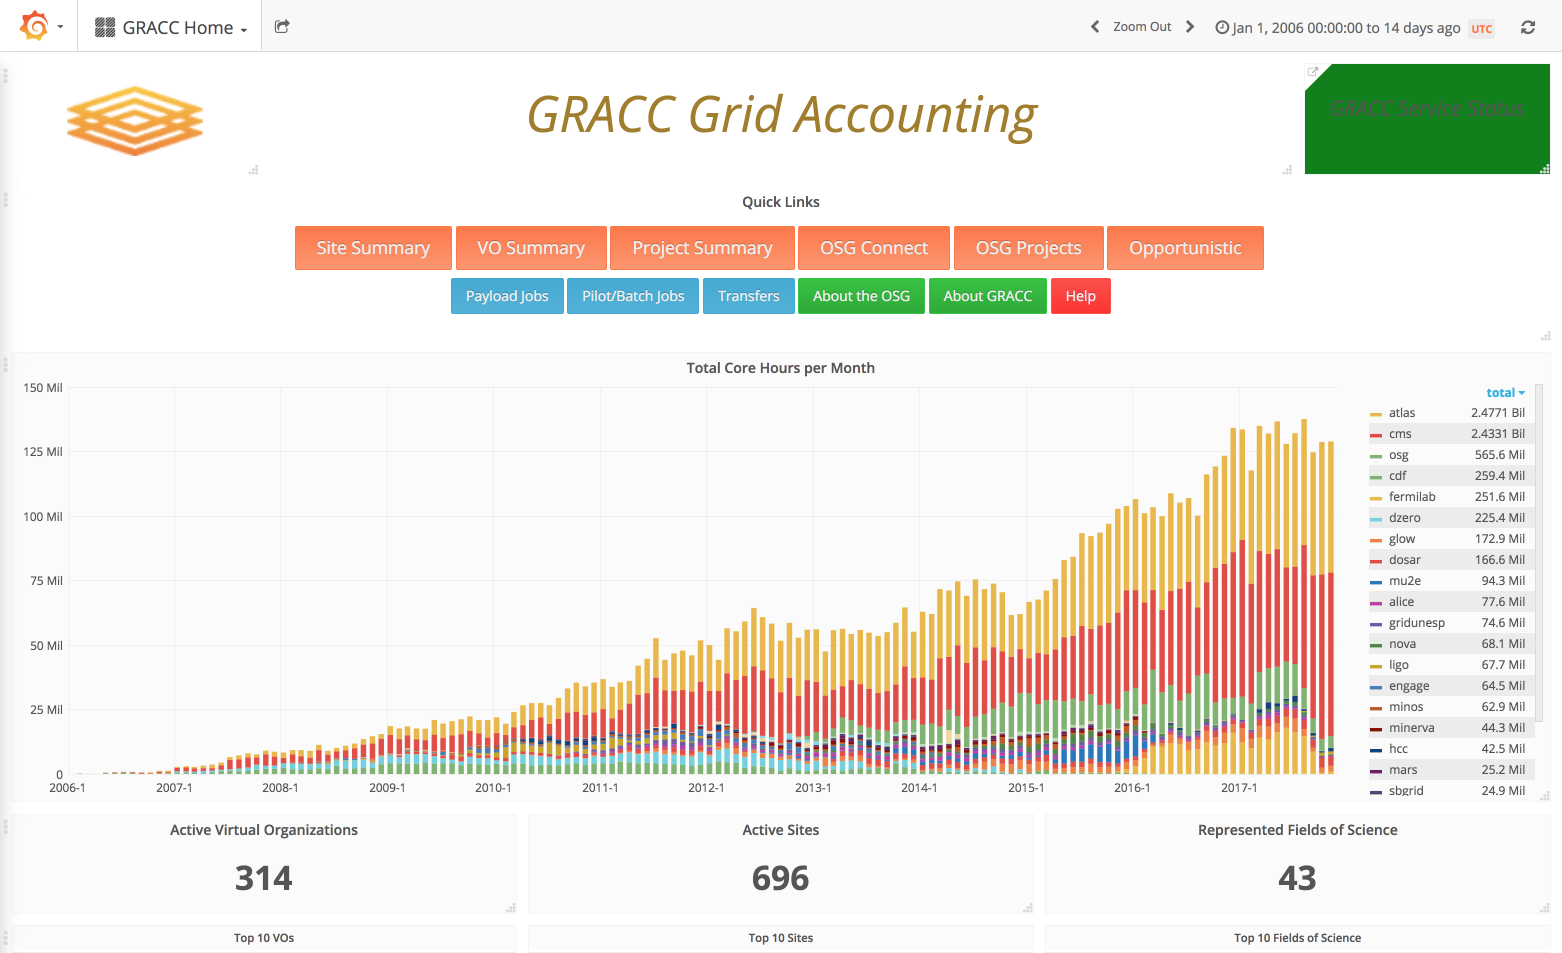 GRACC Home
Zoom Out
Jan 1, 2006 00:00:00 to 14 days ago UTC
GRACC Grid Accounting
GRACC Service Status
Quick Links
Site Summary VO Summary Project Summary OSG Connect OSG Projects Opportunistic
Payload Jobs Pilot/Batch Jobs Transfers About the OSG About GRACC Help
Total Core Hours per Month
150 Mil
125 Mil
100 Mil
75 Mil
50 Mil
25 Mil
0
2006-1 2007-1 2008-1 2009-1 2010-1 2011-1 2012-1 2013-1 2014-1 2015-1 2016-1 2017-1
total
atlas 2.4771 Bil
cms 2.4331 Bil
osg 565.6 Mil
cdf 259.4 Mil
fermilab 251.6 Mil
dzero 225.4 Mil
glow 172.9 Mil
dosar 166.6 Mil
mu2e 94.3 Mil
alice 77.6 Mil
gridunesp 74.6 Mil
nova 68.1 Mil
ligo 67.7 Mil
engage 64.5 Mil
minos 62.9 Mil
minerva 44.3 Mil
hcc 42.5 Mil
mars 25.2 Mil
sbgrid 24.9 Mil
Active Virtual Organizations
314
Active Sites
696
Represented Fields of Science
43
Top 10 VOs
Top 10 Sites
Top 10 Fields of Science